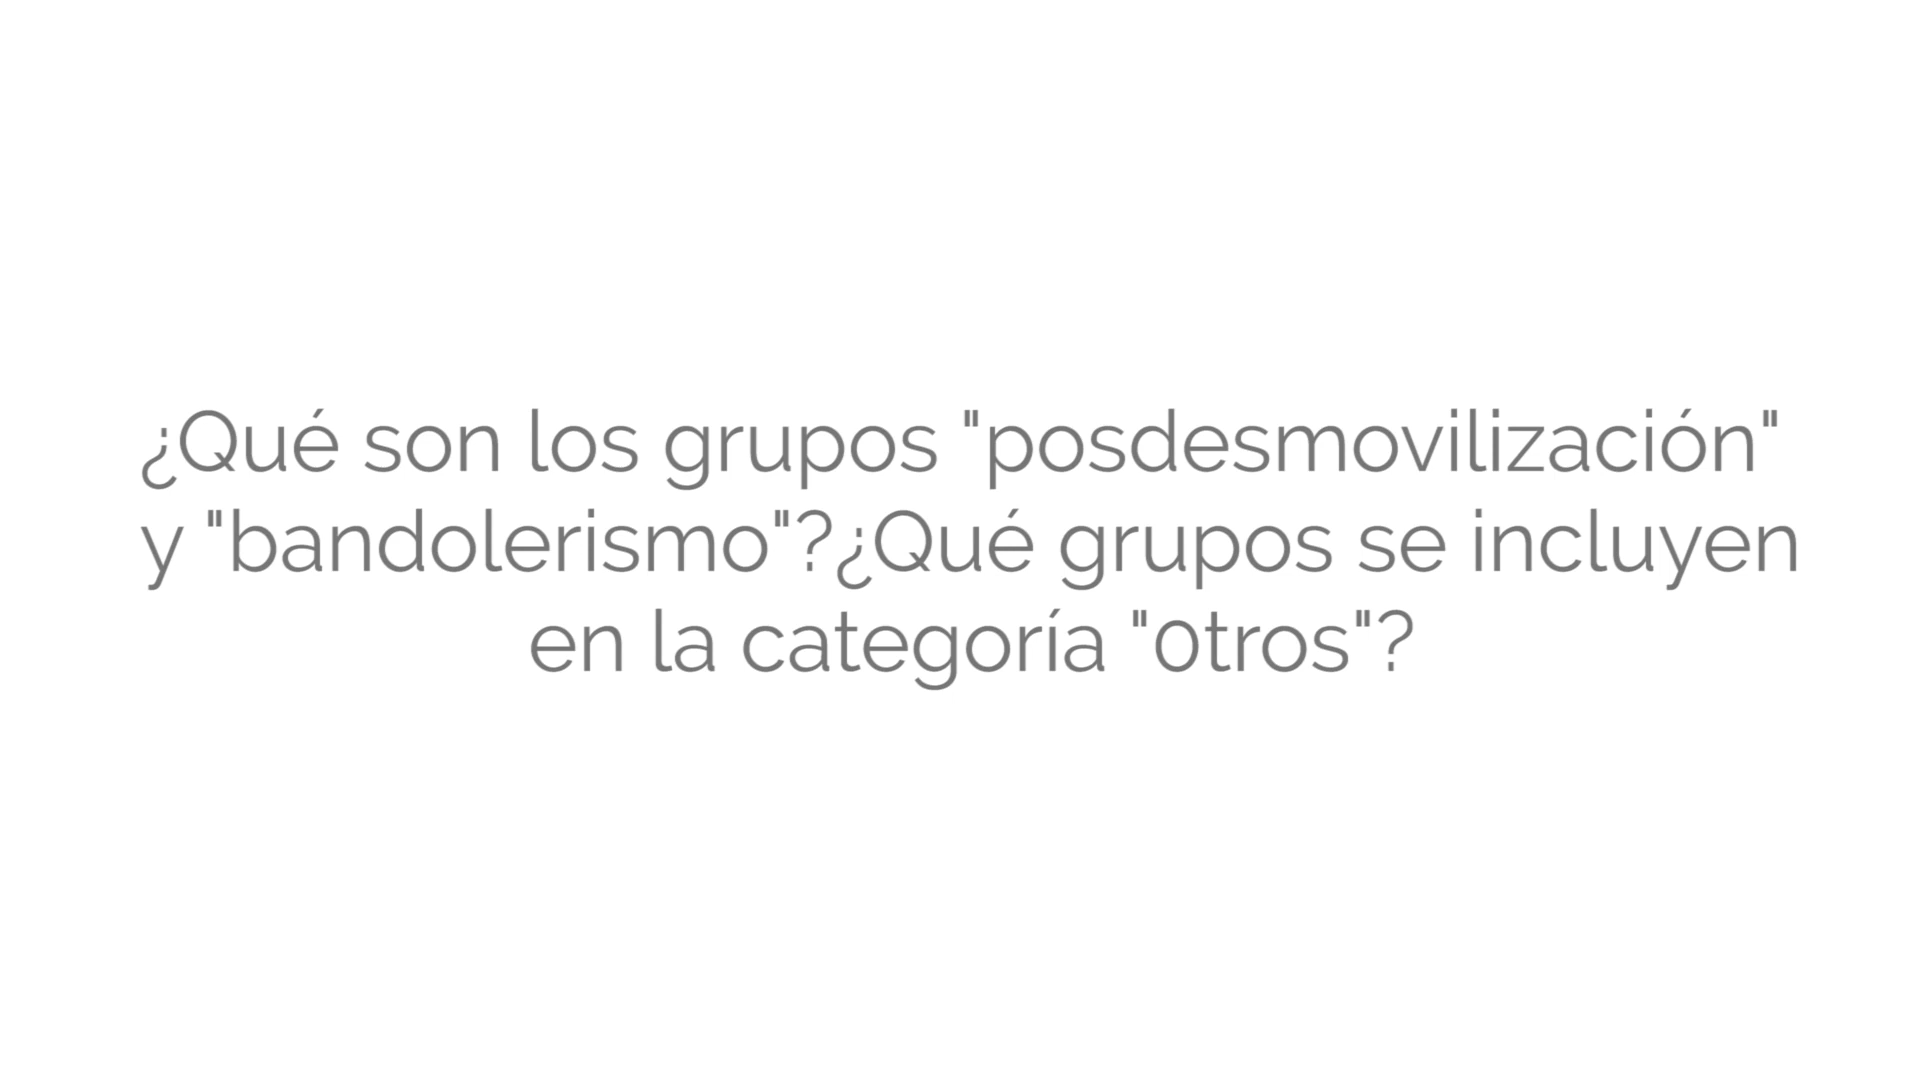 ¿Qué son los grupos "posdesmovilización"
y "bandolerismo"?¿Qué grupos se incluyen
en la categoría "0tros"?